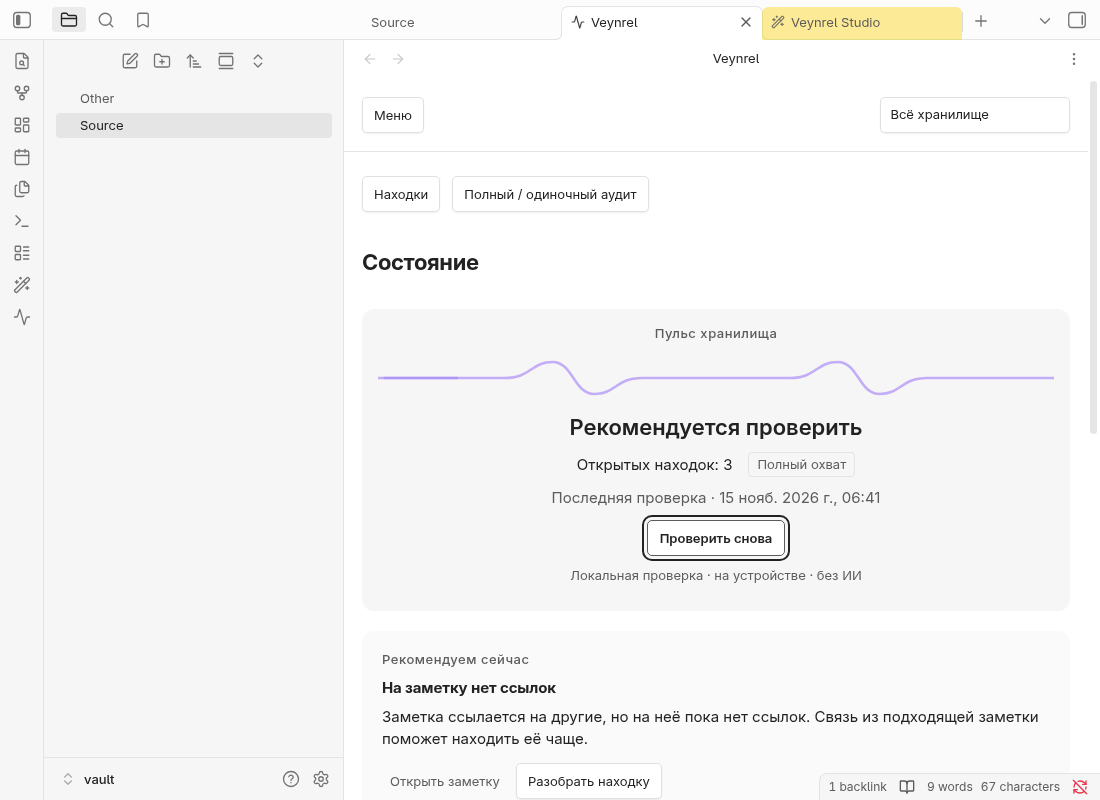 Source
Veynrel
Veynrel Studio
Other
Source
Veynrel
Меню
Всё хранилище
Находки
Полный / одиночный аудит
Состояние
Пульс хранилища
Рекомендуется проверить
Открытых находок: 3
Полный охват
Последняя проверка · 15 нояб. 2026 г., 06:41
Проверить снова
Локальная проверка · на устройстве · без ИИ
Рекомендуем сейчас
На заметку нет ссылок
Заметка ссылается на другие, но на неё пока нет ссылок. Связь из подходящей заметки
поможет находить её чаще.
Открыть заметку
Разобрать находку
vault
1 backlink
9 words
67 characters